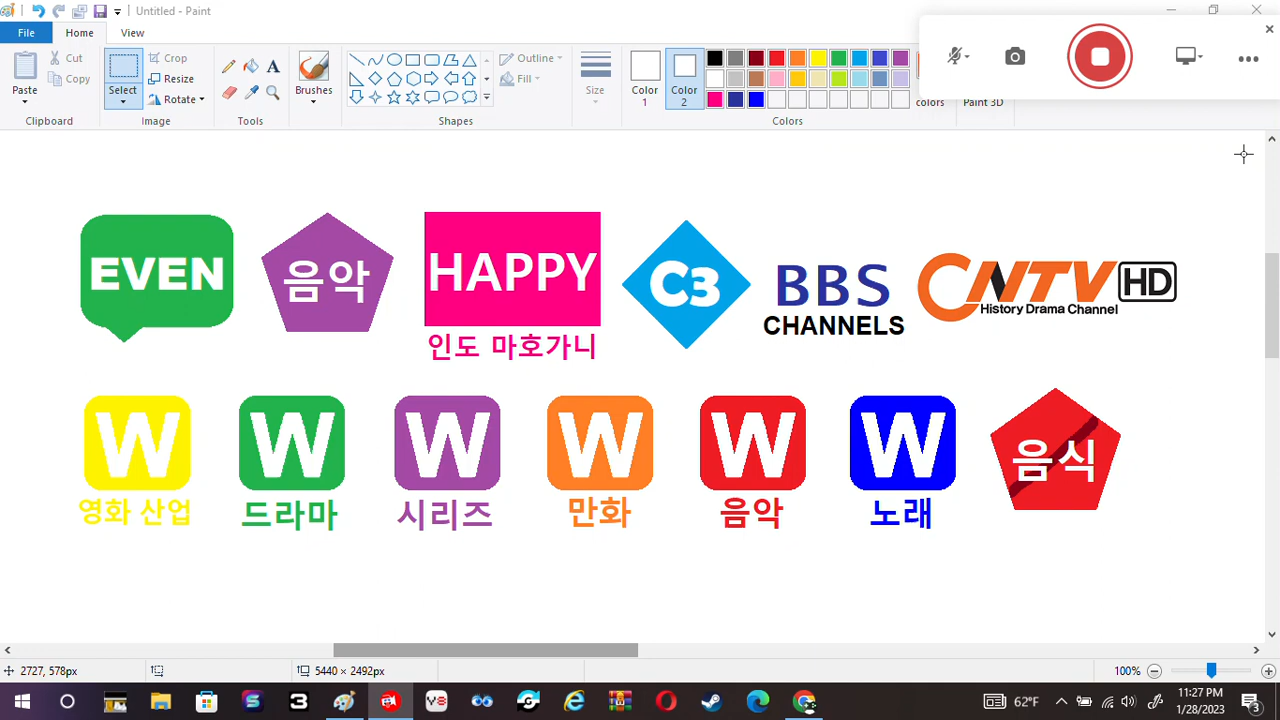 Untitled - Paint
File
Home
View
Paste
Cut
Copy
Clipboard
Select
Crop
Resize
Rotate
Image
A
Tools
Brushes
Outline
Fill
Shapes
Size
Color
1
Color
2
Colors
colors
Paint 3D
EVEN
음악
HAPPY
인도 마호가니
C3
BBS
CHANNELS
CNTV HD
History Drama Channel
W
영화 산업
W
드라마
W
시리즈
W
만화
W
음악
W
노래
음식
2727, 578px
5440 × 2492px
100%
62°F
11:27 PM
1/28/2023
3